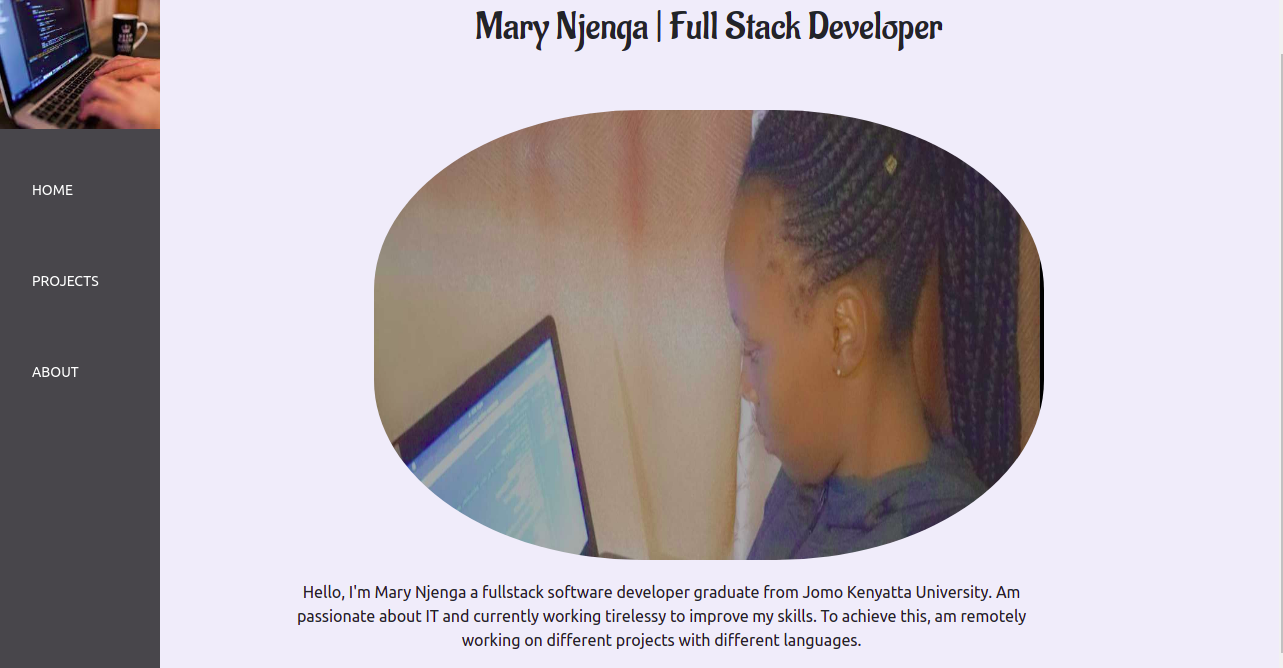 Mary Njenga | Full Stack Developer
HOME
PROJECTS
ABOUT
Hello, I'm Mary Njenga a fullstack software developer graduate from Jomo Kenyatta University. Am
passionate about IT and currently working tirelessy to improve my skills. To achieve this, am remotely
working on different projects with different languages.